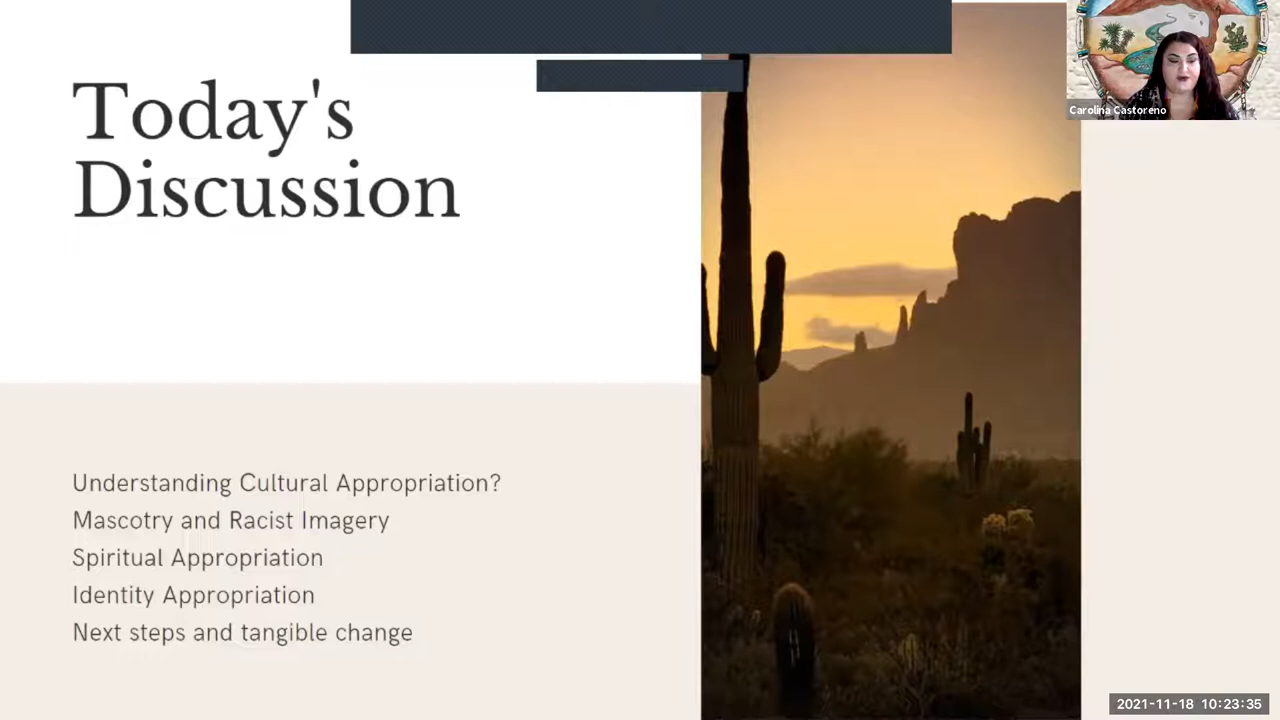 Today's
Discussion
Carolina Castoreno
Understanding Cultural Appropriation?
Mascotry and Racist Imagery
Spiritual Appropriation
Identity Appropriation
Next steps and tangible change
2021-11-18 10:23:35